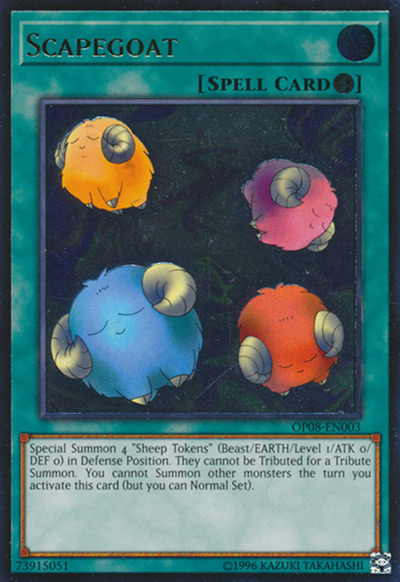 Scapegoat
[Spell Card]
OP08-EN003
Special Summon 4 "Sheep Tokens" (Beast/EARTH/Level 1/ATK 0/
DEF 0) in Defense Position. They cannot be Tributed for a Tribute
Summon. You cannot Summon other monsters the turn you
activate this card (but you can Normal Set).
73915051
©1996 KAZUKI TAKAHASHI